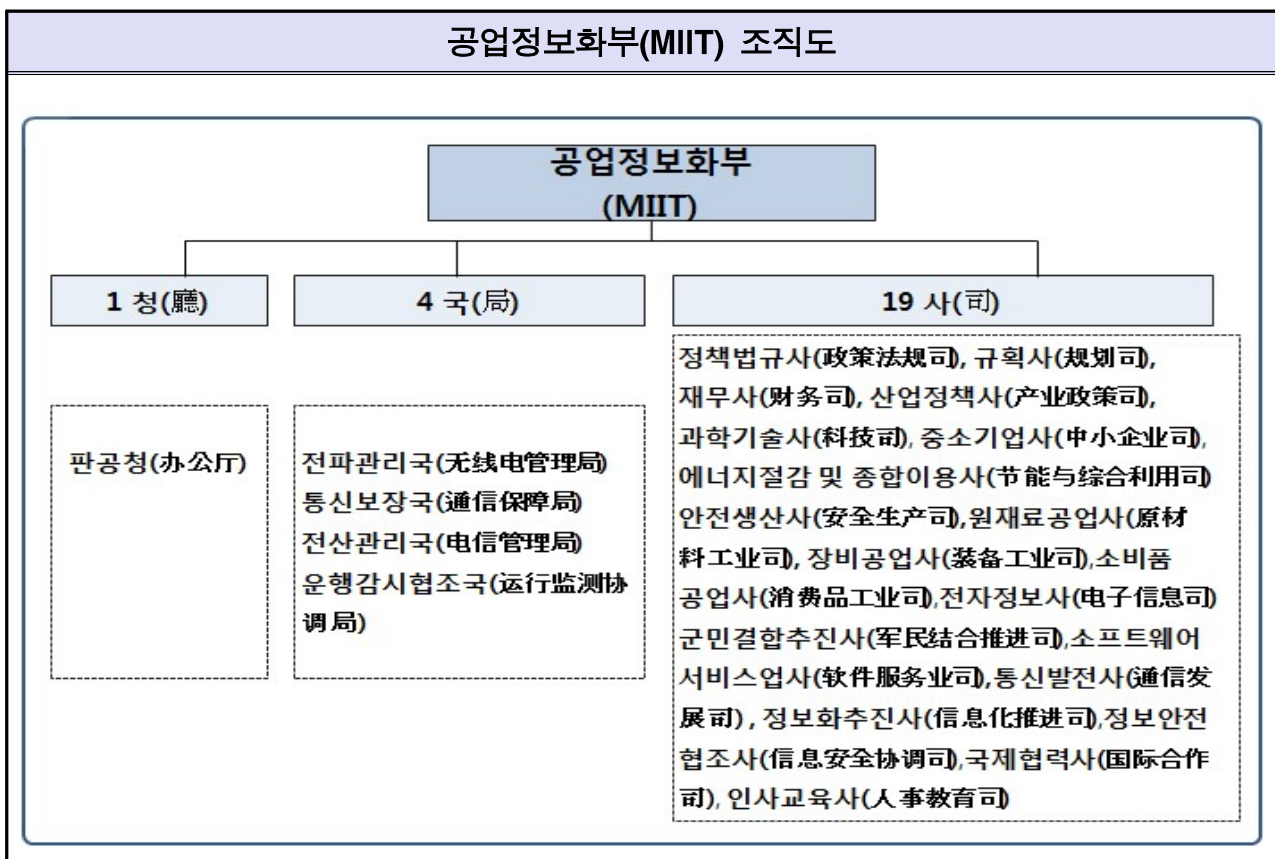 공업정보화부(MIIT) 조직도
공업정보화부
(MIIT)
1 청(廳)
4 국(局)
19 사(司)
판공청(办公厅)
전파관리국(无线电管理局)
통신보장국(通信保障局)
전산관리국(电信管理局)
운행감시협조국(运行监测协
调局)
정책법규사(政策法规司), 규획사(规划司),
재무사(财务司), 산업정책사(产业政策司),
과학기술사(科技司), 중소기업사(中小企业司),
에너지절감 및 종합이용사(节能与综合利用司)
안전생산사(安全生产司),원재료공업사(原材
料工业司), 장비공업사(装备工业司),소비품
공업사(消费品工业司),전자정보사(电子信息司)
군민결합추진사(军民结合推进司),소프트웨어
서비스업사(软件服务业司),통신발전사(通信发
展司) , 정보화추진사(信息化推进司),정보안전
협조사(信息安全协调司),국제협력사(国际合作
司), 인사교육사(人事教育司)